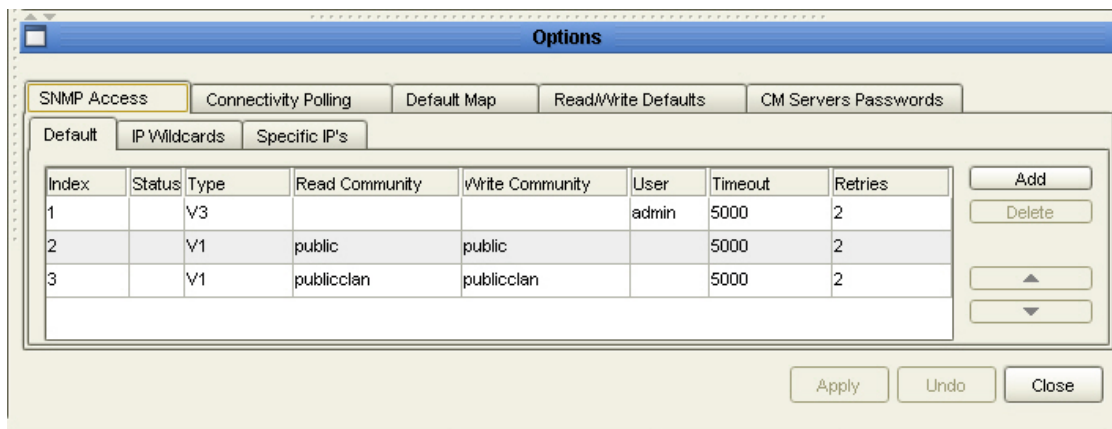 Options
SNMP Access Connectivity Polling Default Map Read/Write Defaults CM Servers Passwords
Default IP Wildcards Specific IP's
Index Status Type Read Community Write Community User Timeout Retries Add
1 V3 admin 5000 2 Delete
2 V1 public public 5000 2
3 V1 publicclan publicclan 5000 2
Apply Undo Close